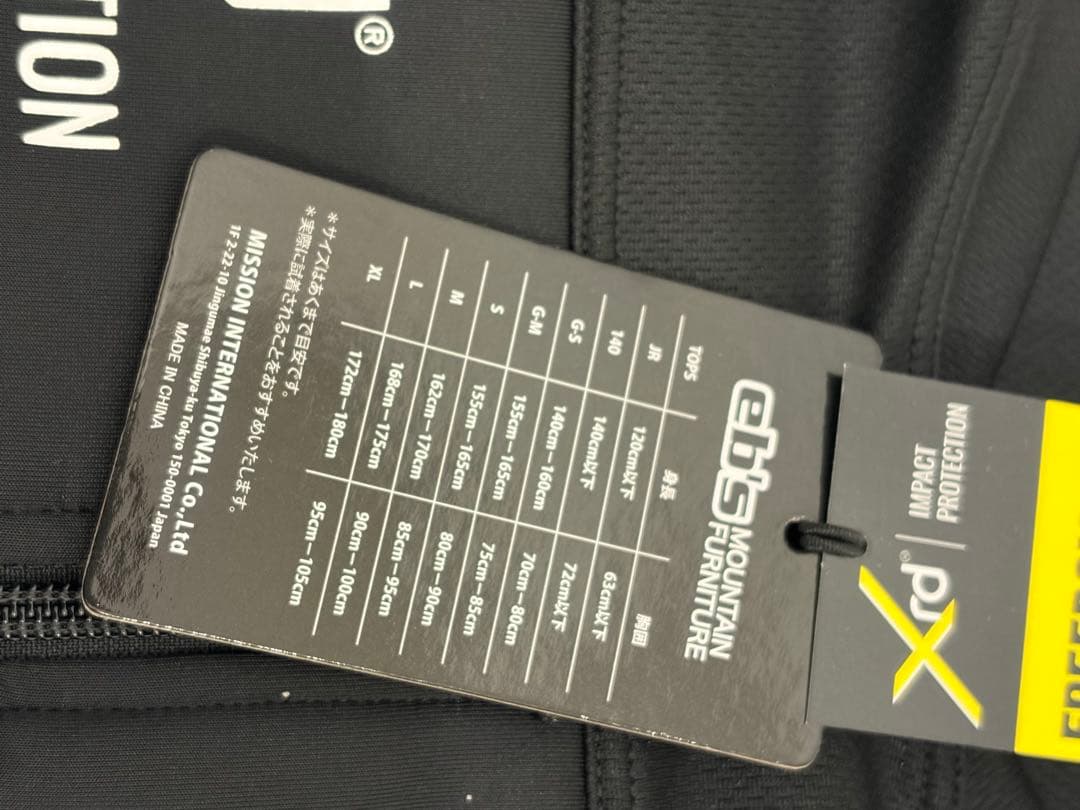 XPD®
IMPACT
PROTECTION
eb's MOUNTAIN
FURNITURE
TOPS 身長 胸囲
JR 120cm以下 63cm以下
140 140cm以下 72cm以下
G-S 140cm-160cm 70cm-80cm
G-M 155cm-165cm 75cm-85cm
S 155cm-165cm 80cm-90cm
M 162cm-170cm 85cm-95cm
L 168cm-175cm 90cm-100cm
XL 172cm-180cm 95cm-105cm
*サイズはあくまで目安です。
*実際に試着されることをおすすめいたします。
MISSION INTERNATIONAL Co.,Ltd
1F 2-22-10 Jingumae Shibuya-ku Tokyo 150-0001 Japan
MADE IN CHINA
®
TION